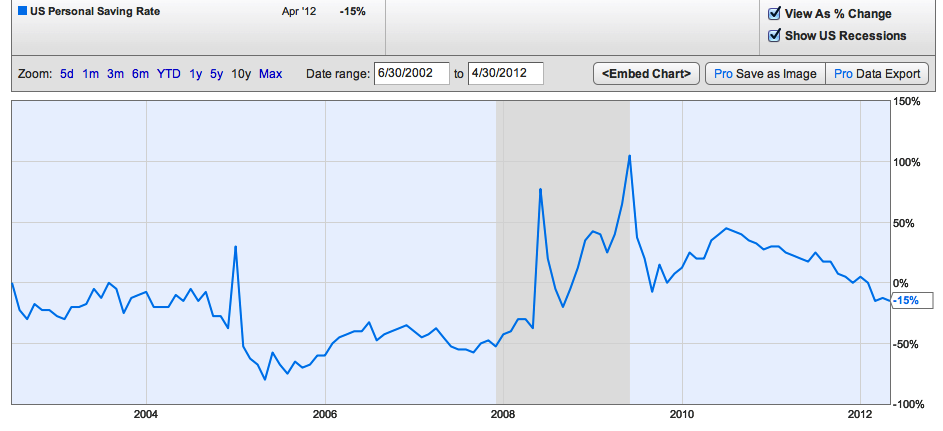 US Personal Saving Rate Apr '12 -15%
View As % Change
Show US Recessions
Zoom: 5d 1m 3m 6m YTD 1y 5y 10y Max Date range: 6/30/2002 to 4/30/2012 <Embed Chart> Pro Save as Image Pro Data Export
150%
100%
50%
0%
-15%
-50%
-100%
2004 2006 2008 2010 2012